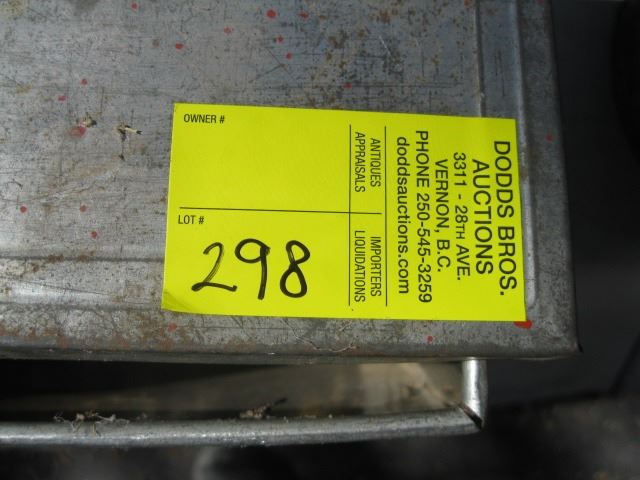 DODDS BROS.
AUCTIONS
3311 - 28TH AVE.
VERNON, B.C.
PHONE 250-545-3259
doddsauctions.com
ANTIQUES IMPORTERS
APPRAISALS LIQUIDATIONS
OWNER #
LOT #
298